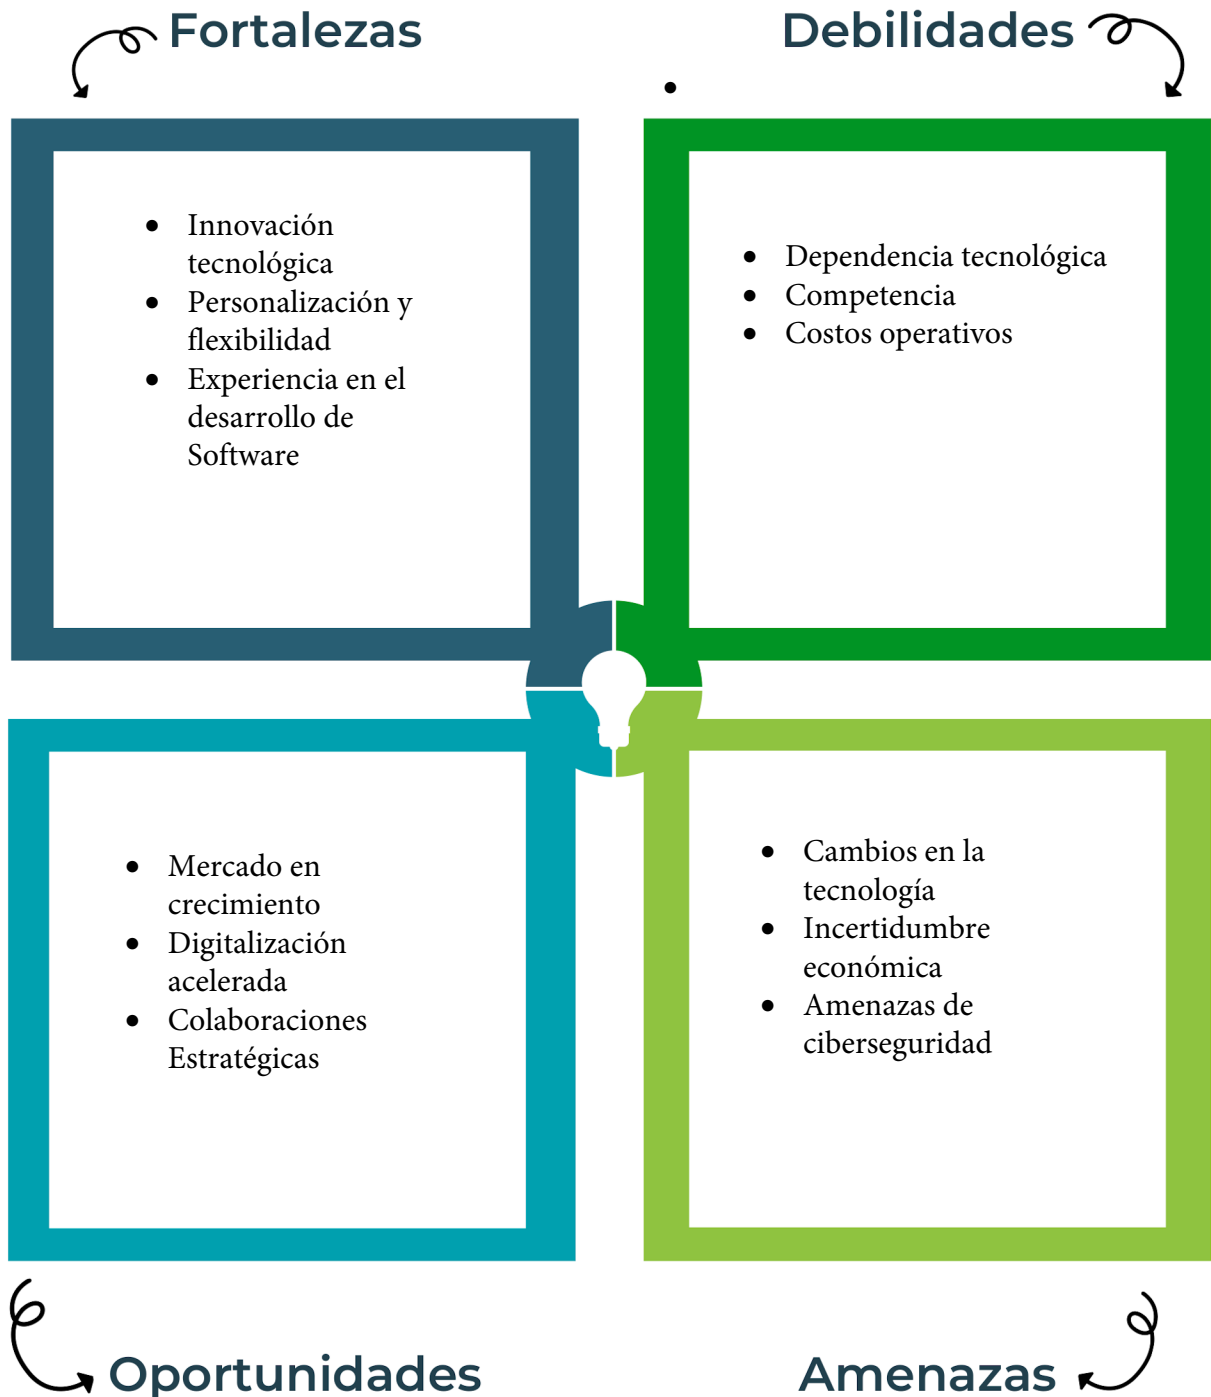 Fortalezas
• Innovación
tecnológica
• Personalización y
flexibilidad
• Experiencia en el
desarrollo de
Software
Debilidades
•
• Dependencia tecnológica
• Competencia
• Costos operativos
• Mercado en
crecimiento
• Digitalización
acelerada
• Colaboraciones
Estratégicas
Oportunidades
• Cambios en la
tecnología
• Incertidumbre
económica
• Amenazas de
ciberseguridad
Amenazas